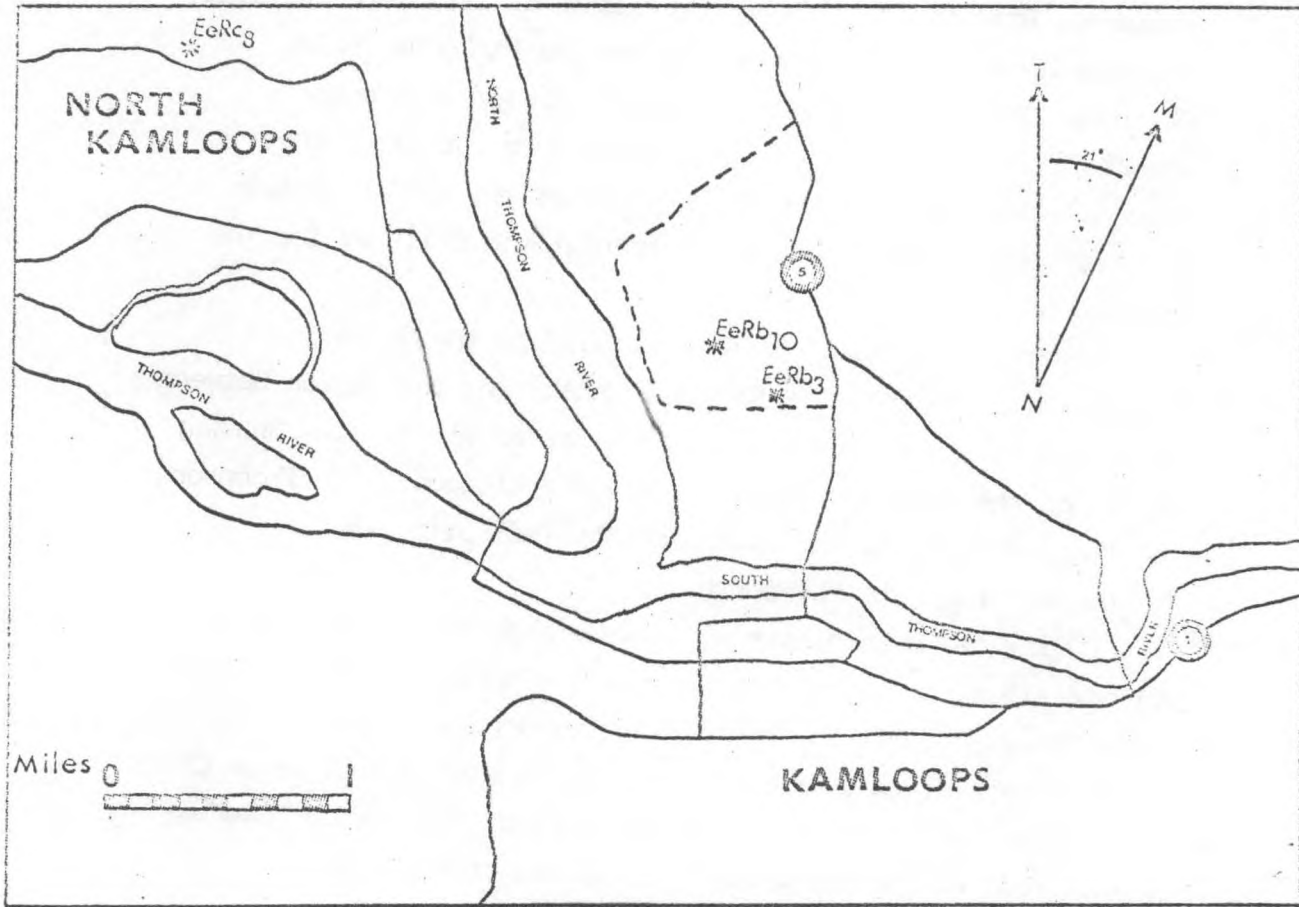 EeRc8
NORTH
KAMLOOPS
NORTH
THOMPSON
RIVER
T
M
21°
N
5
EeRb10
EeRb3
THOMPSON
RIVER
SOUTH
THOMPSON
RIVER
1
Miles 0 1
KAMLOOPS